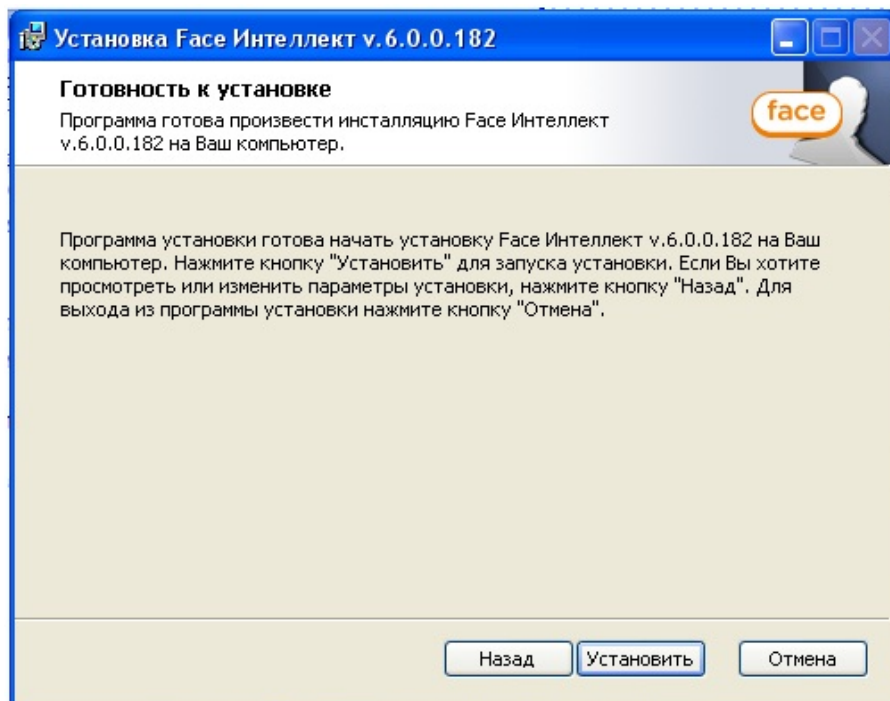 Установка Face Интеллект v.6.0.0.182
Готовность к установке
Программа готова произвести инсталляцию Face Интеллект
v.6.0.0.182 на Ваш компьютер.
face
Программа установки готова начать установку Face Интеллект v.6.0.0.182 на Ваш
компьютер. Нажмите кнопку "Установить" для запуска установки. Если Вы хотите
просмотреть или изменить параметры установки, нажмите кнопку "Назад". Для
выхода из программы установки нажмите кнопку "Отмена".
Назад
Установить
Отмена